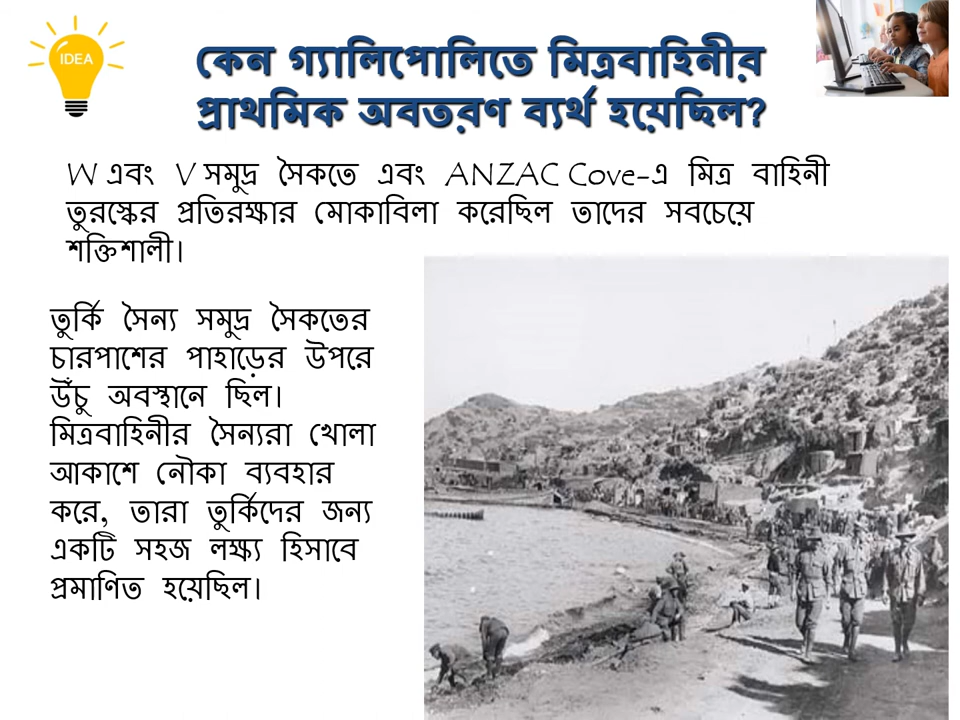 IDEA
কেন গ্যালিপোলিতে মিত্রবাহিনীর
প্রাথমিক অবতরণ ব্যর্থ হয়েছিল?
W এবং V সমুদ্র সৈকতে এবং ANZAC Cove-এ মিত্র বাহিনী
তুরস্কের প্রতিরক্ষার মোকাবিলা করেছিল তাদের সবচেয়ে
শক্তিশালী।
তুর্কি সৈন্য সমুদ্র সৈকতের
চারপাশের পাহাড়ের উপরে
উঁচু অবস্থানে ছিল।
মিত্রবাহিনীর সৈন্যরা খোলা
আকাশে নৌকা ব্যবহার
করে, তারা তুর্কিদের জন্য
একটি সহজ লক্ষ্য হিসাবে
প্রমাণিত হয়েছিল।